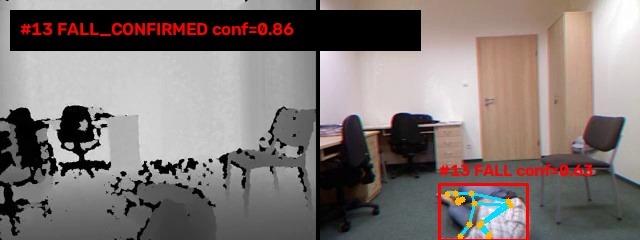 #13 FALL_CONFIRMED conf=0.86
#13 FALL conf=0.63